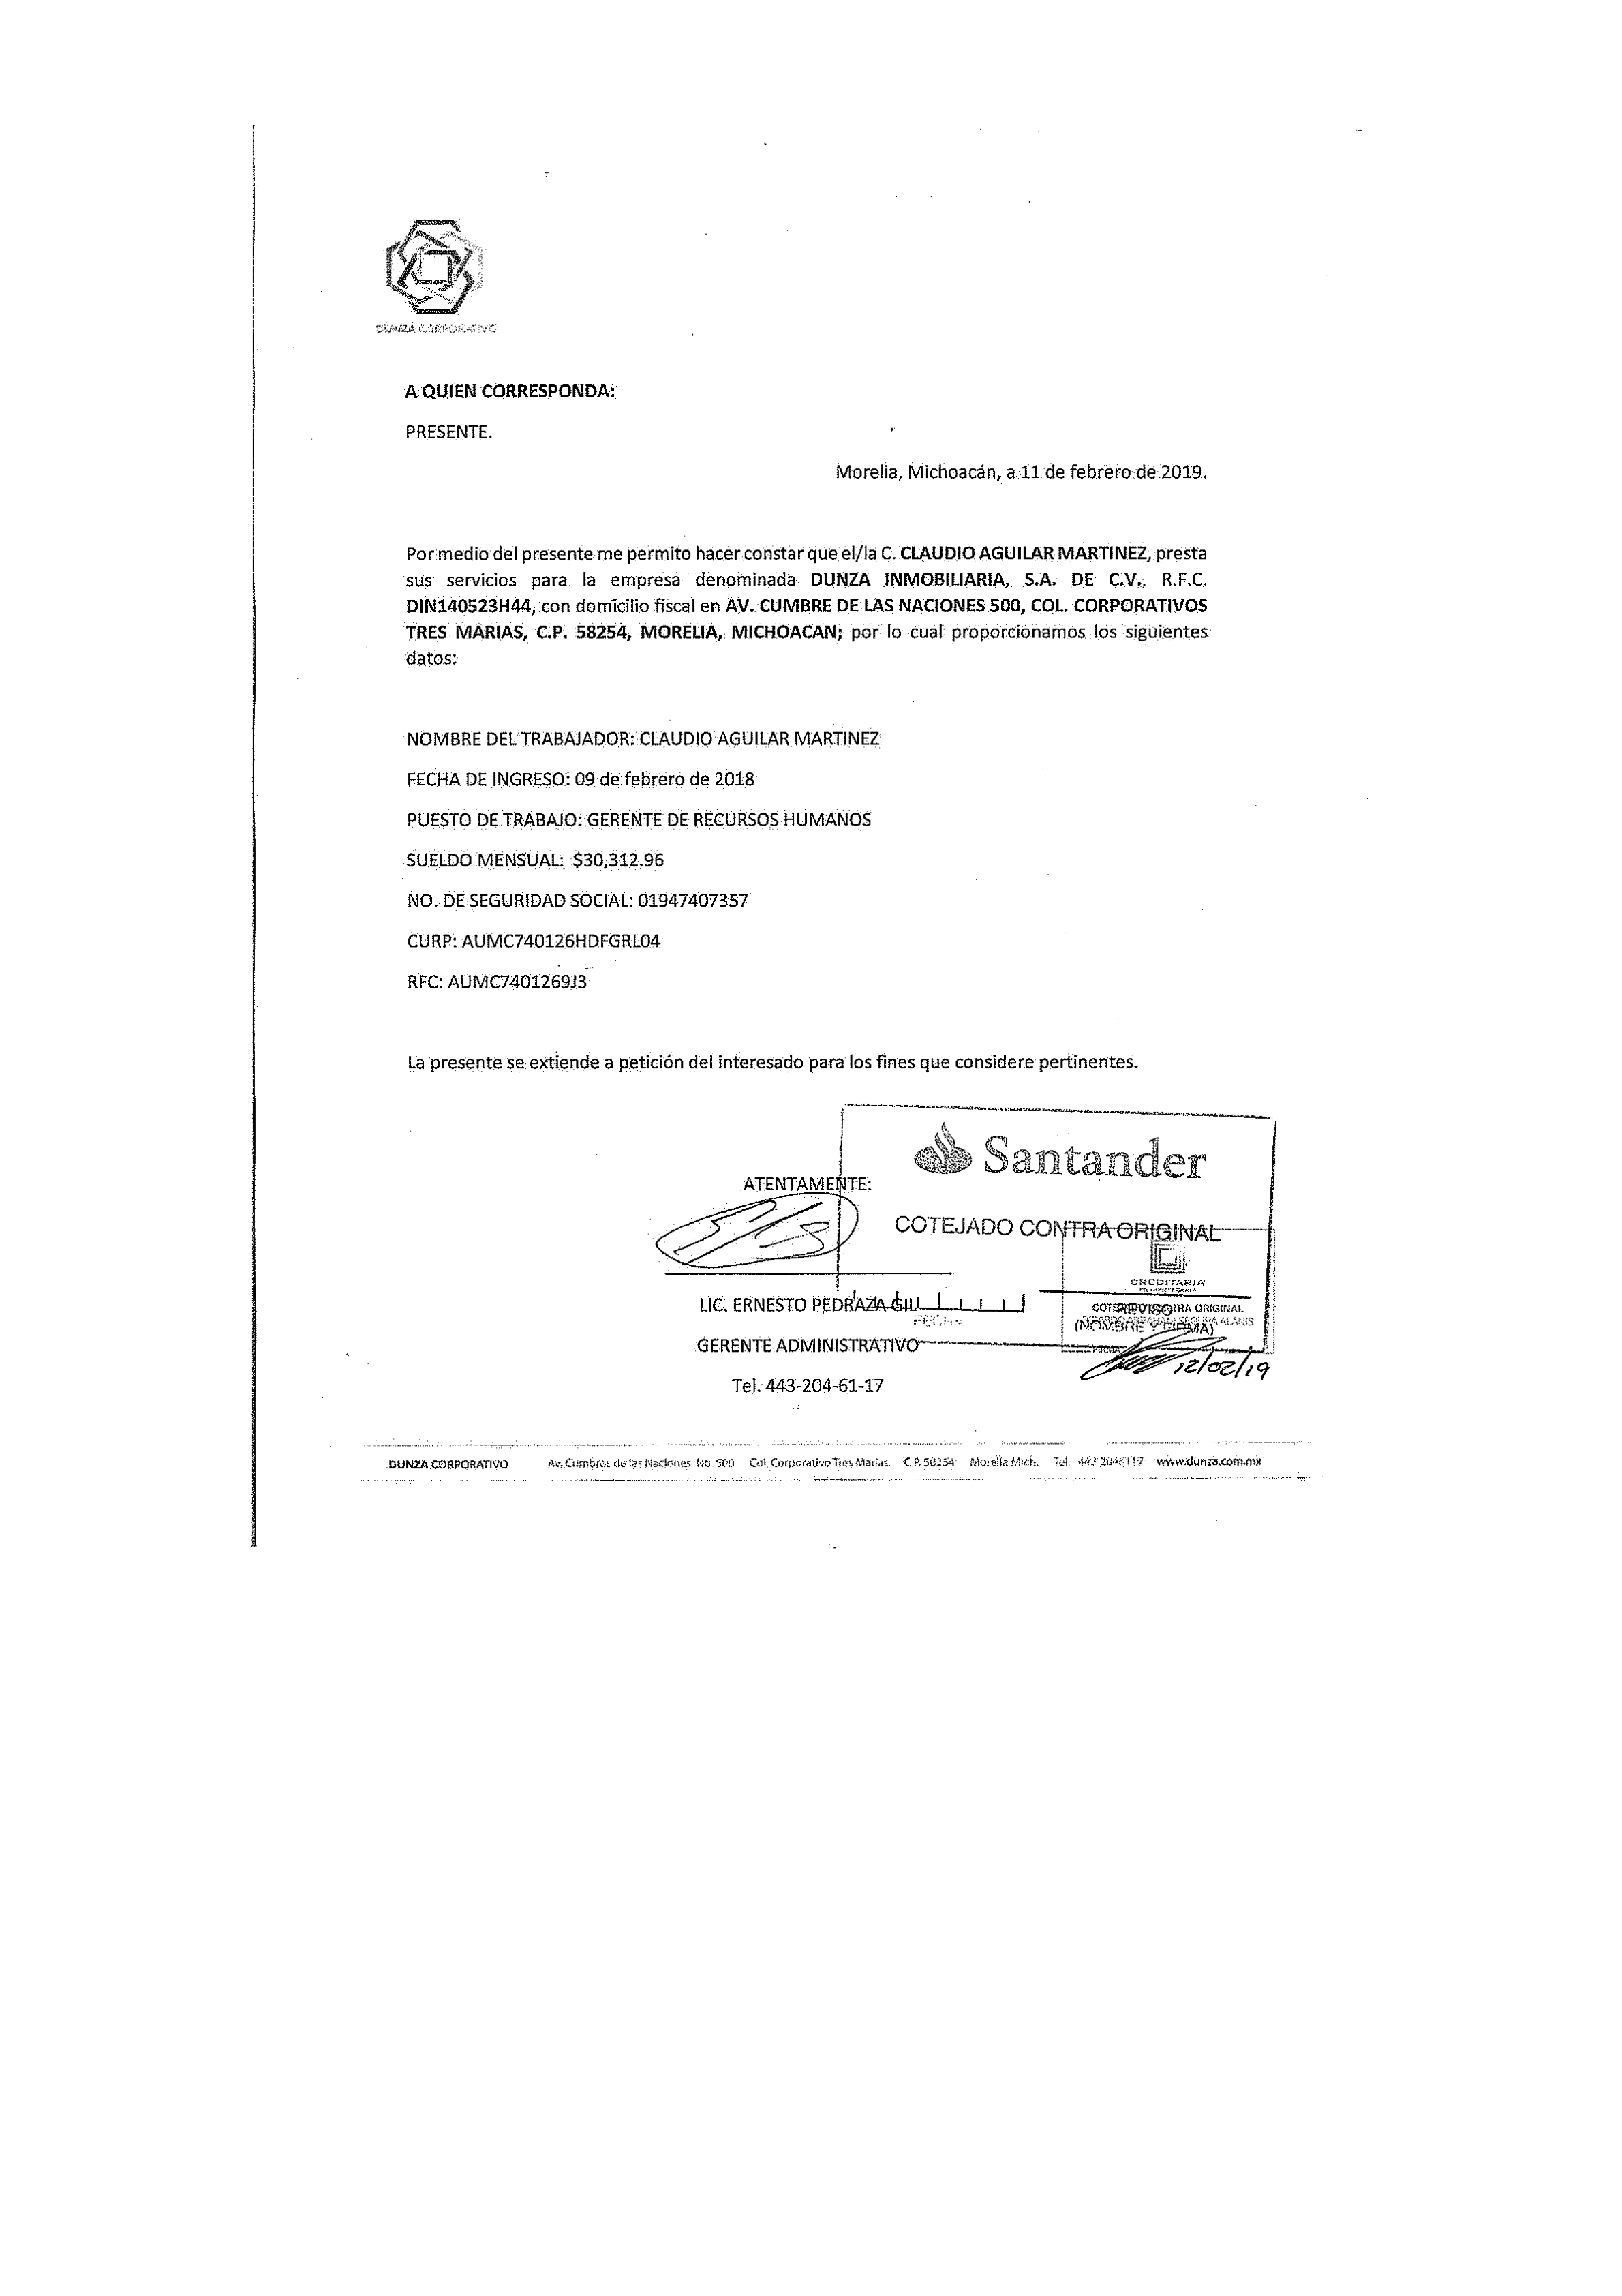 DUNZA CORPORATIVO
A QUIEN CORRESPONDA:
PRESENTE.
Morelia, Michoacán, a 11 de febrero de 2019.
Por medio del presente me permito hacer constar que el/la C. CLAUDIO AGUILAR MARTINEZ, presta
sus servicios para la empresa denominada DUNZA INMOBILIARIA, S.A. DE C.V., R.F.C.
DIN140523H44, con domicilio fiscal en AV. CUMBRE DE LAS NACIONES 500, COL. CORPORATIVOS
TRES MARIAS, C.P. 58254, MORELIA, MICHOACAN; por lo cual proporcionamos los siguientes
datos:
NOMBRE DEL TRABAJADOR: CLAUDIO AGUILAR MARTINEZ
FECHA DE INGRESO: 09 de febrero de 2018
PUESTO DE TRABAJO: GERENTE DE RECURSOS HUMANOS
SUELDO MENSUAL: $30,312.96
NO. DE SEGURIDAD SOCIAL: 01947407357
CURP: AUMC740126HDFGRL04
RFC: AUMC7401269J3
La presente se extiende a petición del interesado para los fines que considere pertinentes.
Santander
ATENTAMENTE:
COTEJADO CONTRA ORIGINAL
CREDITARIA
LIC. ERNESTO PEDRAZA GIL
FECHA
ORIGINAL
(NOMBRE Y FIRMA)
GERENTE ADMINISTRATIVO
12/02/19
Tel. 443-204-61-17
DUNZA CORPORATIVO Av. Cumbres de las Naciones No. 500 Col. Corporativo Tres Marias C.P. 58254 Morelia Mich. Tel. 443 2046117 www.dunza.com.mx